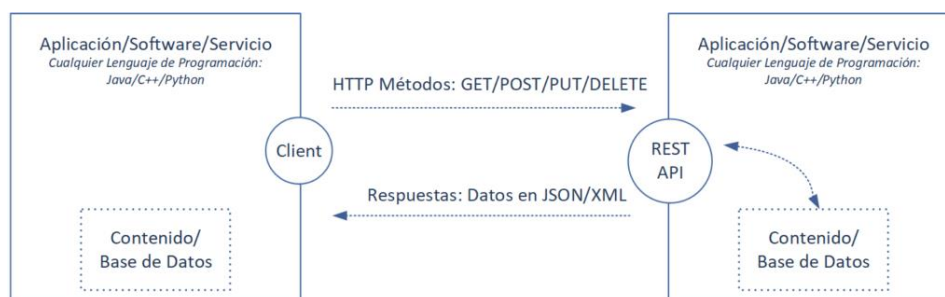 Aplicación/Software/Servicio
Cualquier Lenguaje de Programación:
Java/C++/Python
Client
Contenido/
Base de Datos
HTTP Métodos: GET/POST/PUT/DELETE
Respuestas: Datos en JSON/XML
Aplicación/Software/Servicio
Cualquier Lenguaje de Programación:
Java/C++/Python
REST
API
Contenido/
Base de Datos